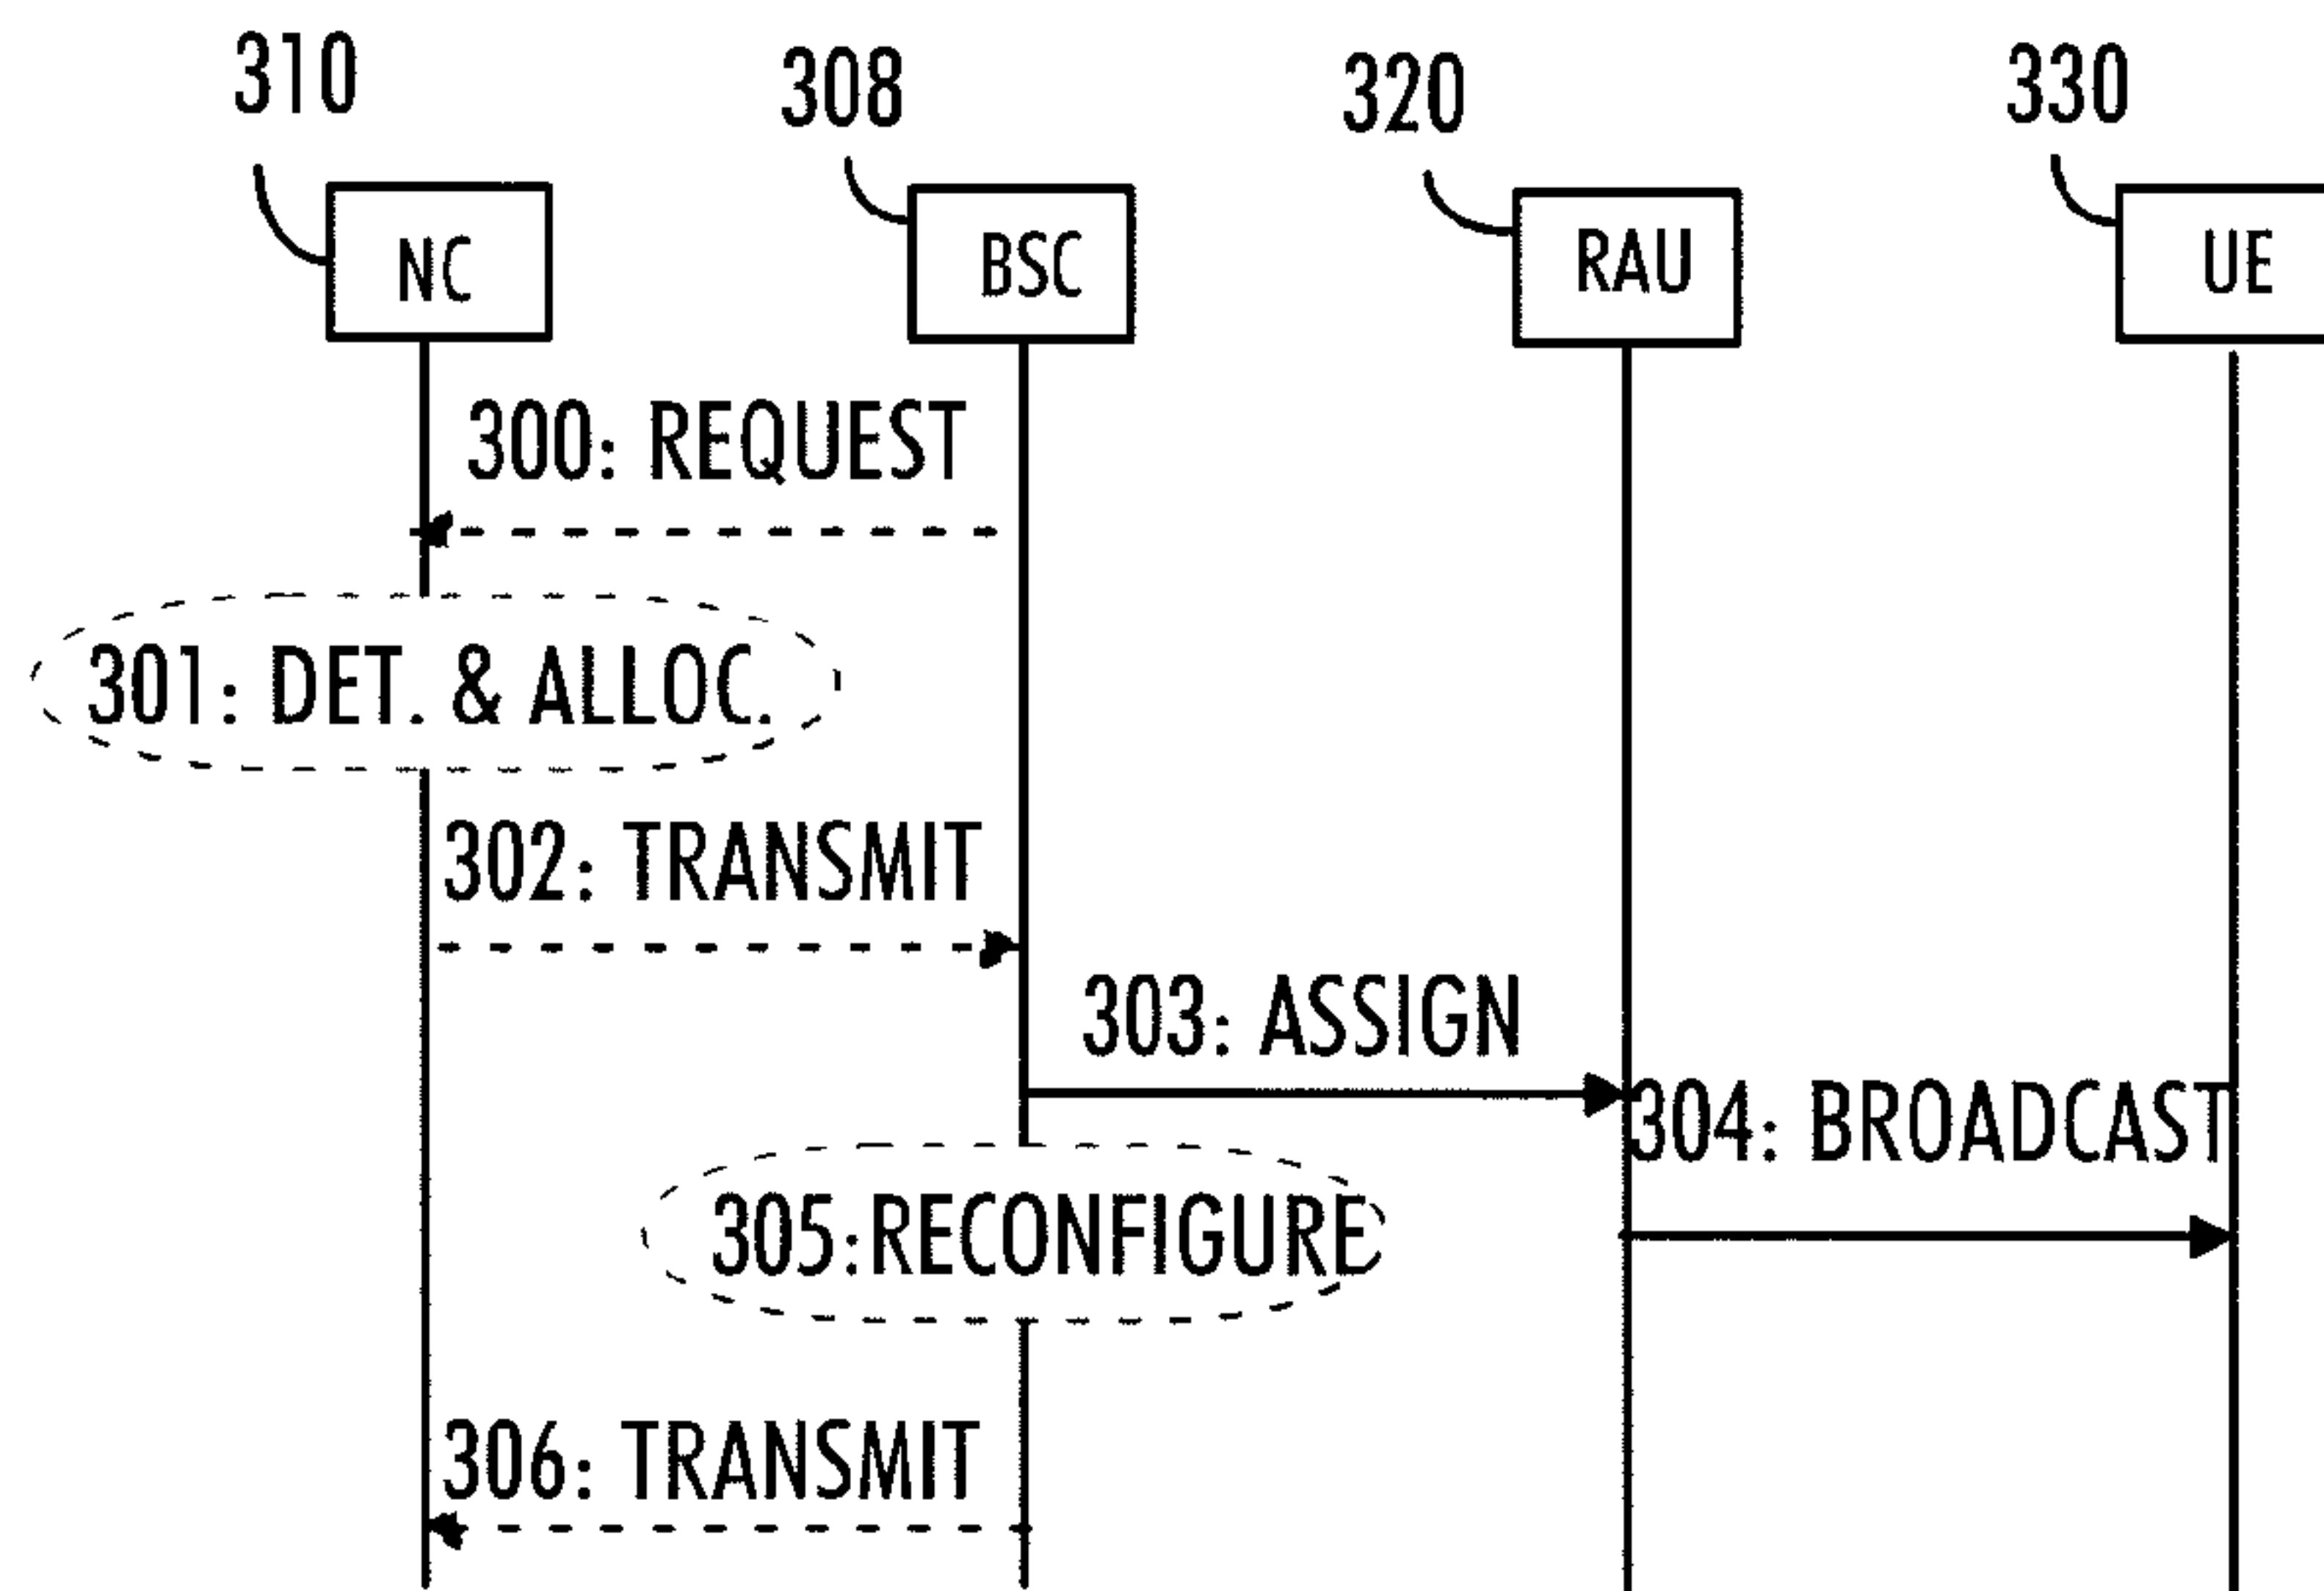 310
308
320
330
NC
BSC
RAU
UE
300: REQUEST
301: DET. & ALLOC.
302: TRANSMIT
303: ASSIGN
304: BROADCAST
305:RECONFIGURE
306: TRANSMIT